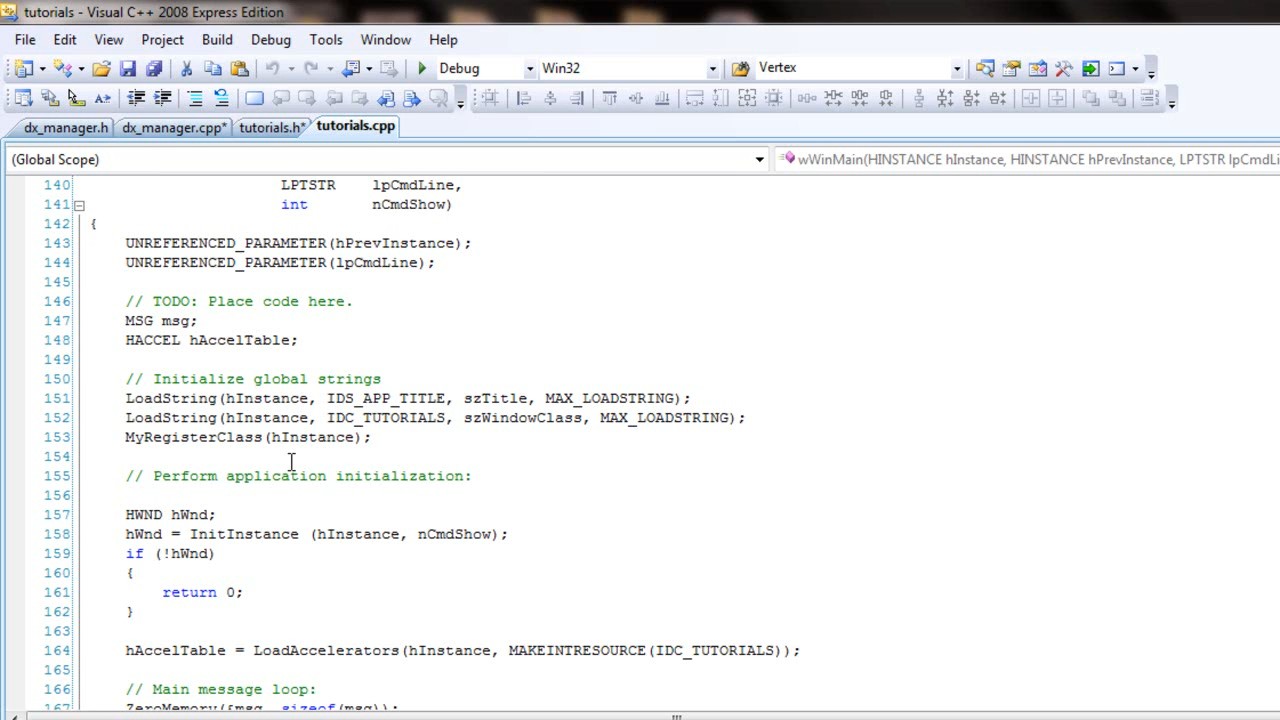 tutorials - Visual C++ 2008 Express Edition
File Edit View Project Build Debug Tools Window Help
Debug Win32 Vertex
dx_manager.h dx_manager.cpp* tutorials.h* tutorials.cpp
(Global Scope) wWinMain(HINSTANCE hInstance, HINSTANCE hPrevInstance, LPTSTR lpCmdLi
140 LPTSTR lpCmdLine,
141 int nCmdShow)
142 {
143 UNREFERENCED_PARAMETER(hPrevInstance);
144 UNREFERENCED_PARAMETER(lpCmdLine);
145
146 // TODO: Place code here.
147 MSG msg;
148 HACCEL hAccelTable;
149
150 // Initialize global strings
151 LoadString(hInstance, IDS_APP_TITLE, szTitle, MAX_LOADSTRING);
152 LoadString(hInstance, IDC_TUTORIALS, szWindowClass, MAX_LOADSTRING);
153 MyRegisterClass(hInstance);
154
155 // Perform application initialization:
156
157 HWND hWnd;
158 hWnd = InitInstance (hInstance, nCmdShow);
159 if (!hWnd)
160 {
161 return 0;
162 }
163
164 hAccelTable = LoadAccelerators(hInstance, MAKEINTRESOURCE(IDC_TUTORIALS));
165
166 // Main message loop:
167 ZeroMemory(&msg, sizeof(msg));